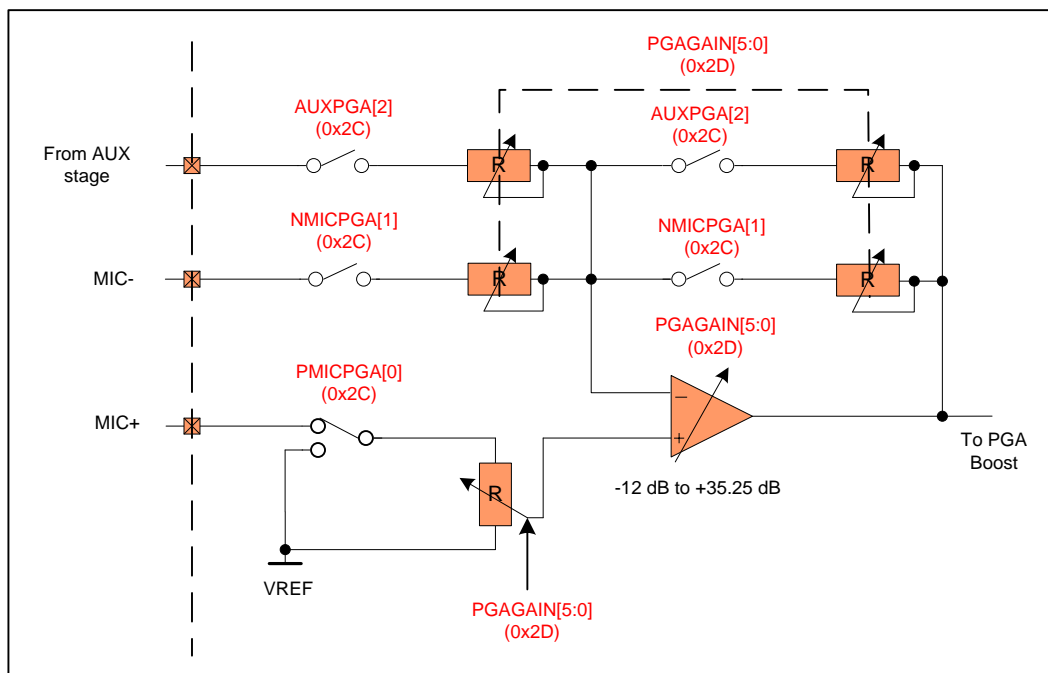 PGAGAIN[5:0]
(0x2D)
AUXPGA[2]
(0x2C)
AUXPGA[2]
(0x2C)
From AUX
stage
R
R
NMICPGA[1]
(0x2C)
NMICPGA[1]
(0x2C)
MIC-
R
R
PGAGAIN[5:0]
(0x2D)
PMICPGA[0]
(0x2C)
MIC+
−
+
To PGA
Boost
R
-12 dB to +35.25 dB
VREF
PGAGAIN[5:0]
(0x2D)